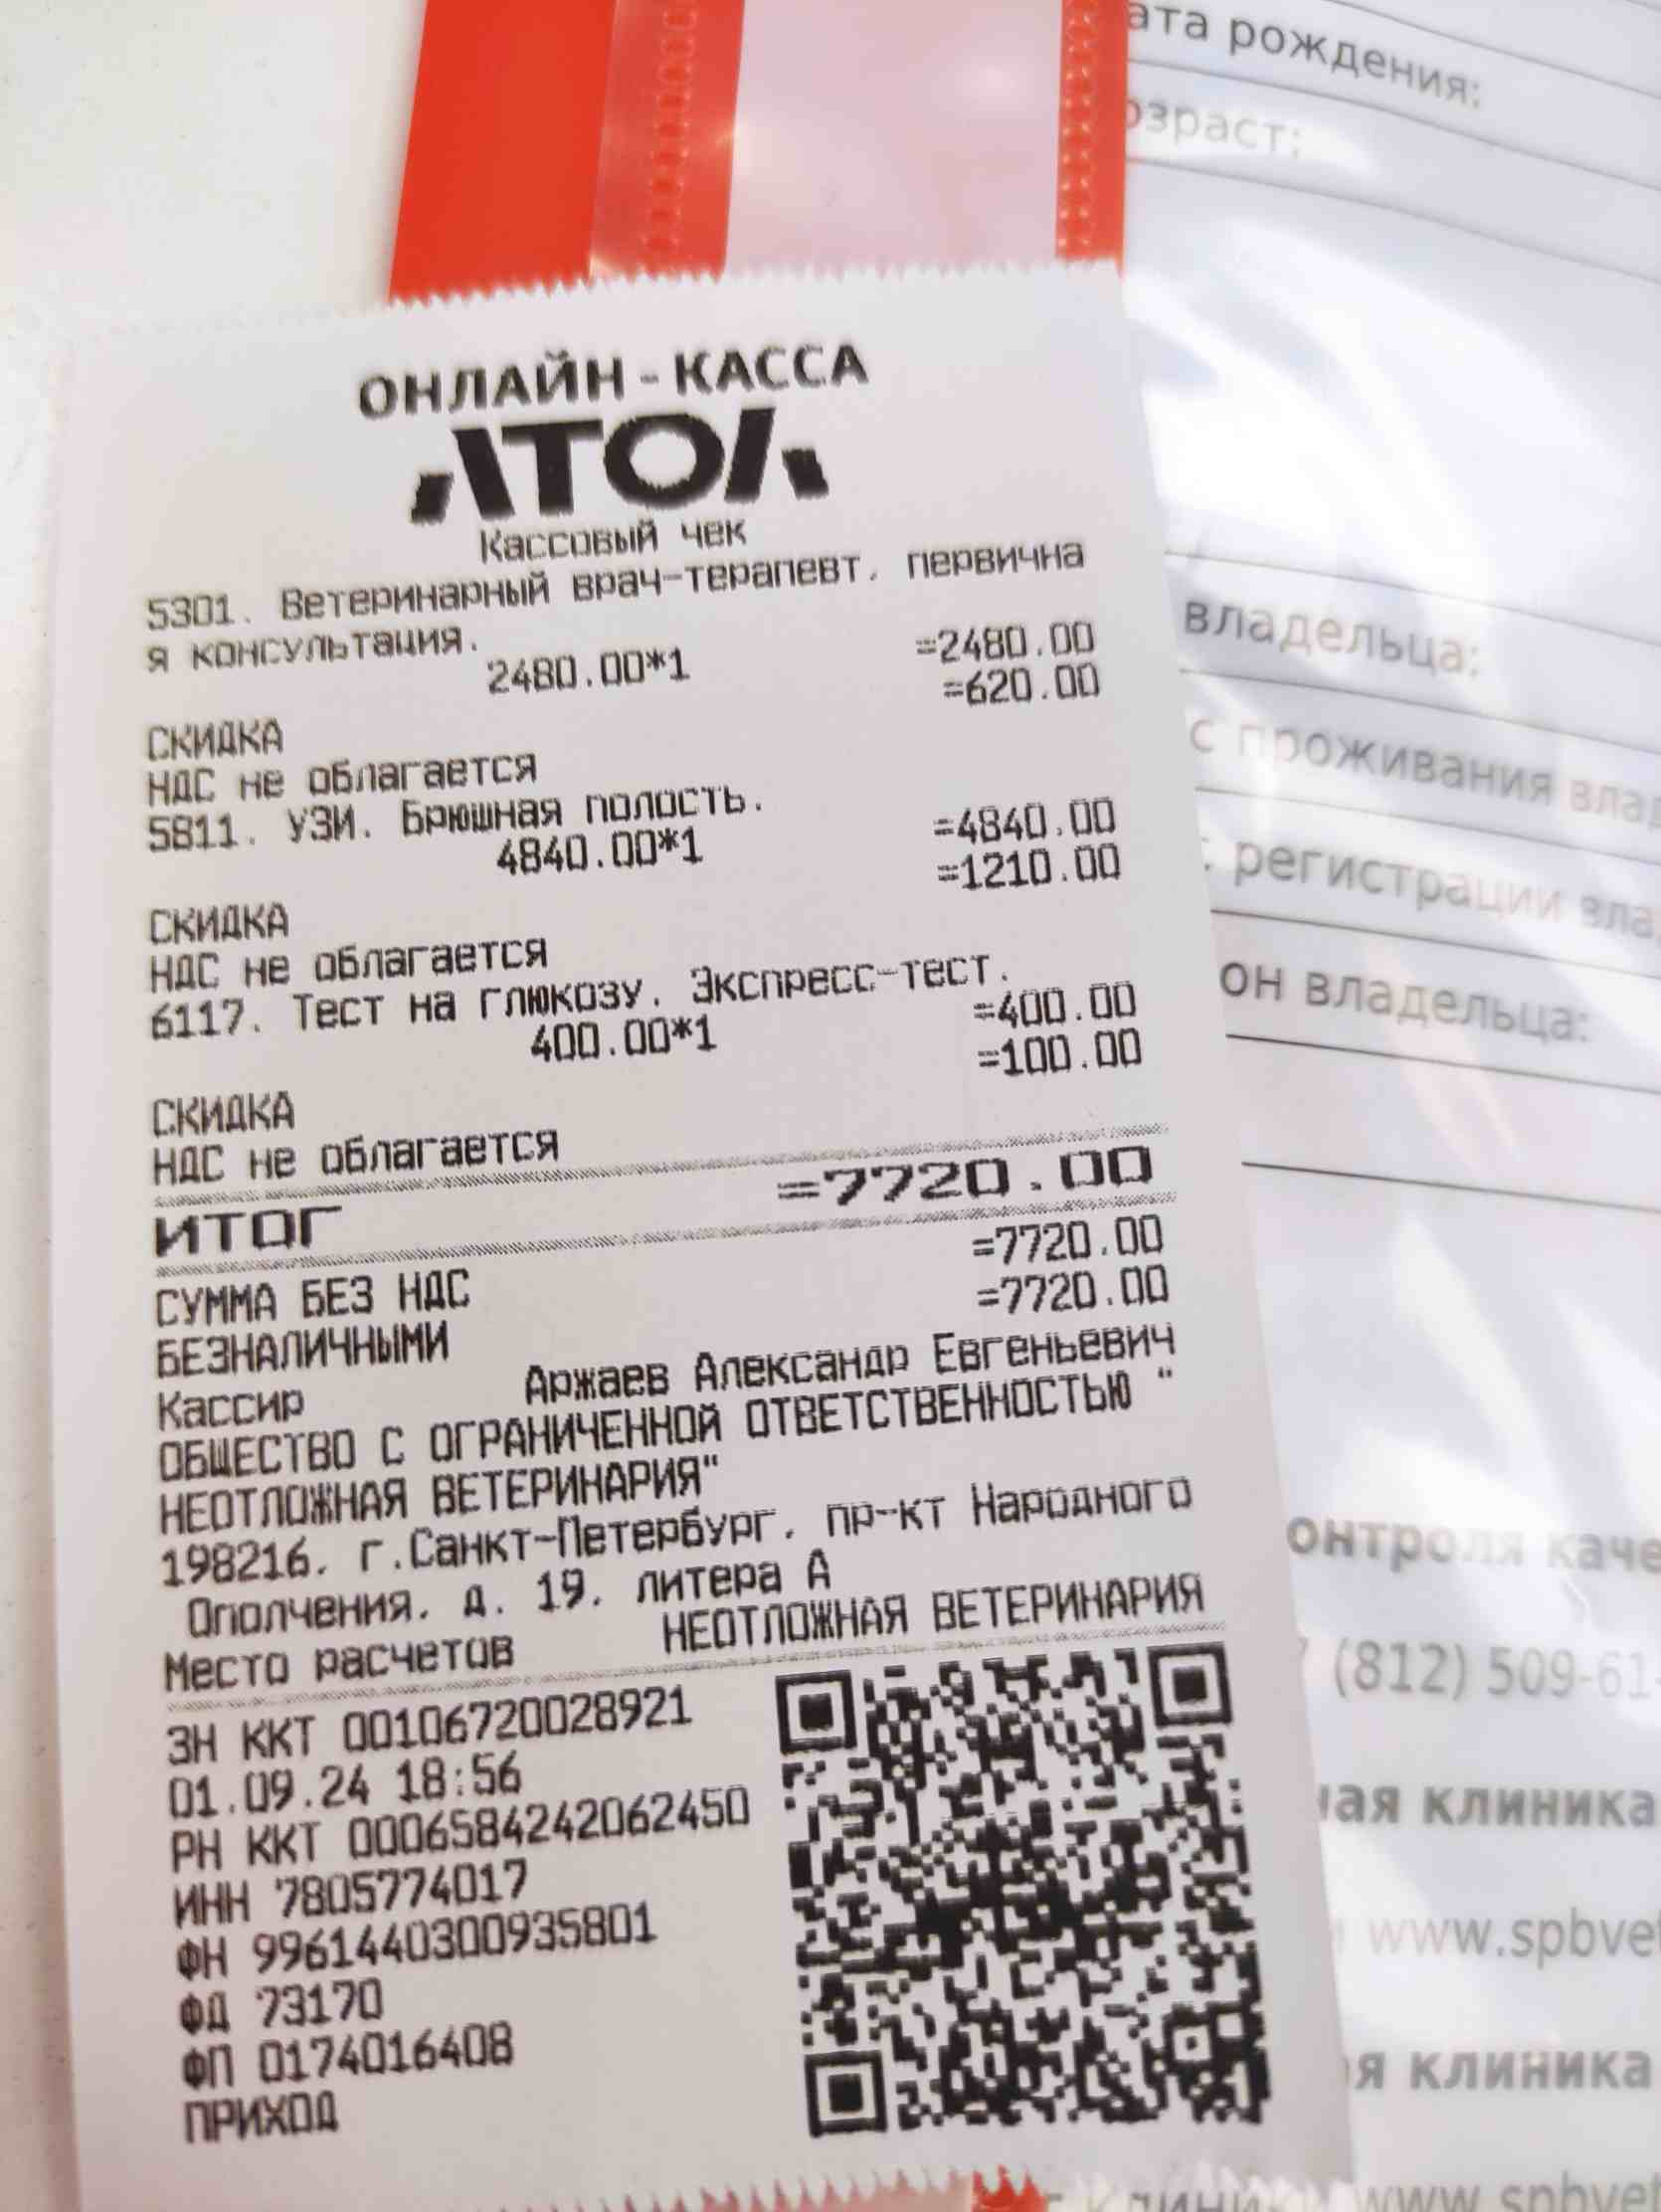 ата рождения:
озраст:
ОНЛАЙН-КАССА
АТОЛ
Кассовый чек
5301. Ветеринарный врач-терапевт, первична
я консультация.
2480.00*1 =2480.00
=620.00
СКИДКА
НДС не облагается
5811. УЗИ. Брюшная полость.
4840.00*1 =4840.00
=1210.00
СКИДКА
НДС не облагается
6117. Тест на глюкозу. Экспресс-тест.
400.00*1 =400.00
=100.00
СКИДКА
НДС не облагается
ИТОГ =7720.00
СУММА БЕЗ НДС =7720.00
БЕЗНАЛИЧНЫМИ =7720.00
Кассир Аржаев Александр Евгеньевич
ОБЩЕСТВО С ОГРАНИЧЕННОЙ ОТВЕТСТВЕННОСТЬЮ "
НЕОТЛОЖНАЯ ВЕТЕРИНАРИЯ"
198216, г.Санкт-Петербург, пр-кт Народного
Ополчения, д. 19, литера А
Место расчетов НЕОТЛОЖНАЯ ВЕТЕРИНАРИЯ
ЗН ККТ 00106720028921
01.09.24 18:56
РН ККТ 0006584242062450
ИНН 7805774017
ФН 9961440300935801
ФД 73170
ФП 0174016408
ПРИХОД
владельца:
с проживания вла
регистрации вла
он владельца:
онтроля каче
(812) 509-61
ная клиника
www.spbvet
я клиника
www.spbvet